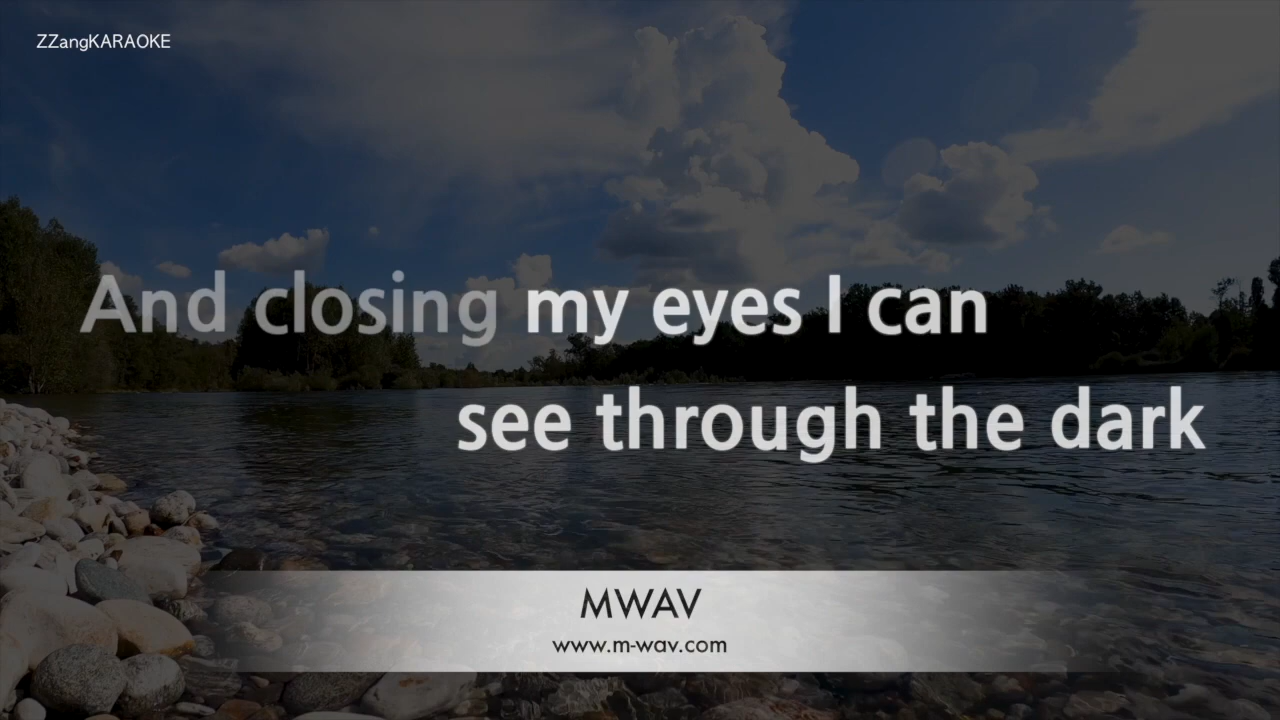 ZZangKARAOKE
And closing my eyes I can
see through the dark
MWAV
www.m-wav.com